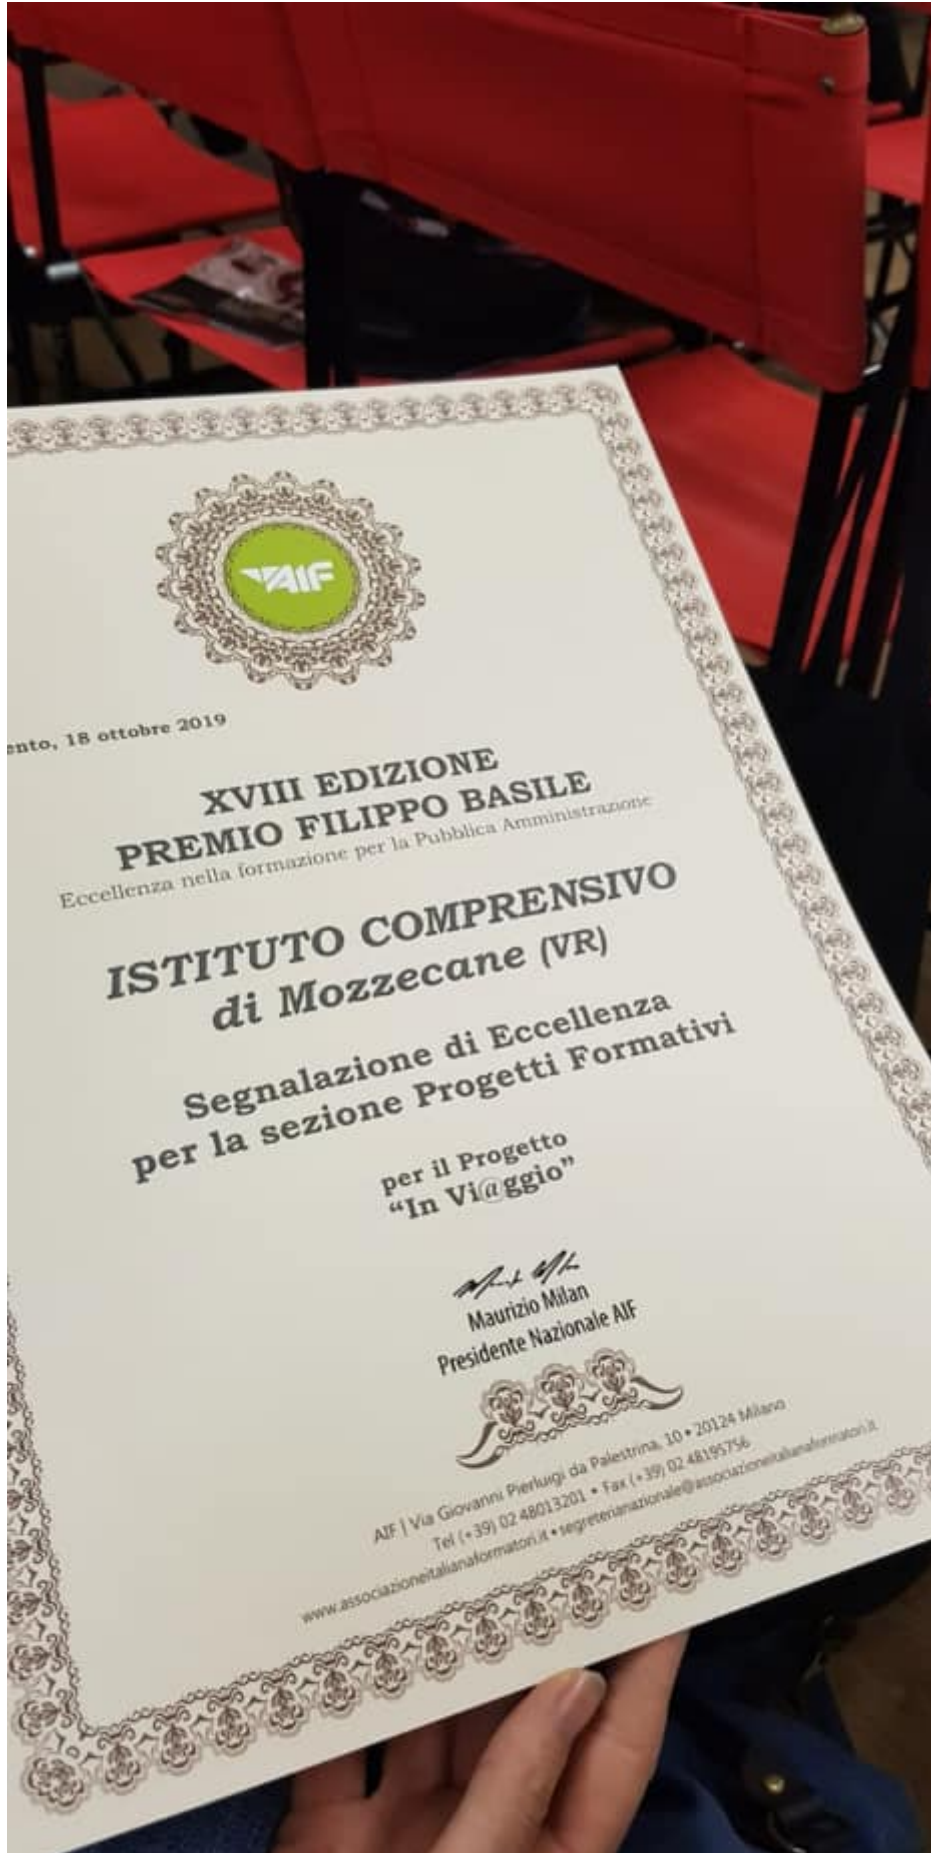 AIF
ento, 18 ottobre 2019
XVIII EDIZIONE
PREMIO FILIPPO BASILE
Eccellenza nella formazione per la Pubblica Amministrazione
ISTITUTO COMPRENSIVO
di Mozzecane (VR)
Segnalazione di Eccellenza
per la sezione Progetti Formativi
per il Progetto
“In Vi@ggio”
Maurizio Milan
Presidente Nazionale AIF
AIF | Via Giovanni Pierluigi da Palestrina, 10 • 20124 Milano
Tel (+39) 02 48013201 • Fax (+39) 02 48195756
www.associazioneitalianaformatori.it • segreterianazionale@associazioneitalianaformatori.it